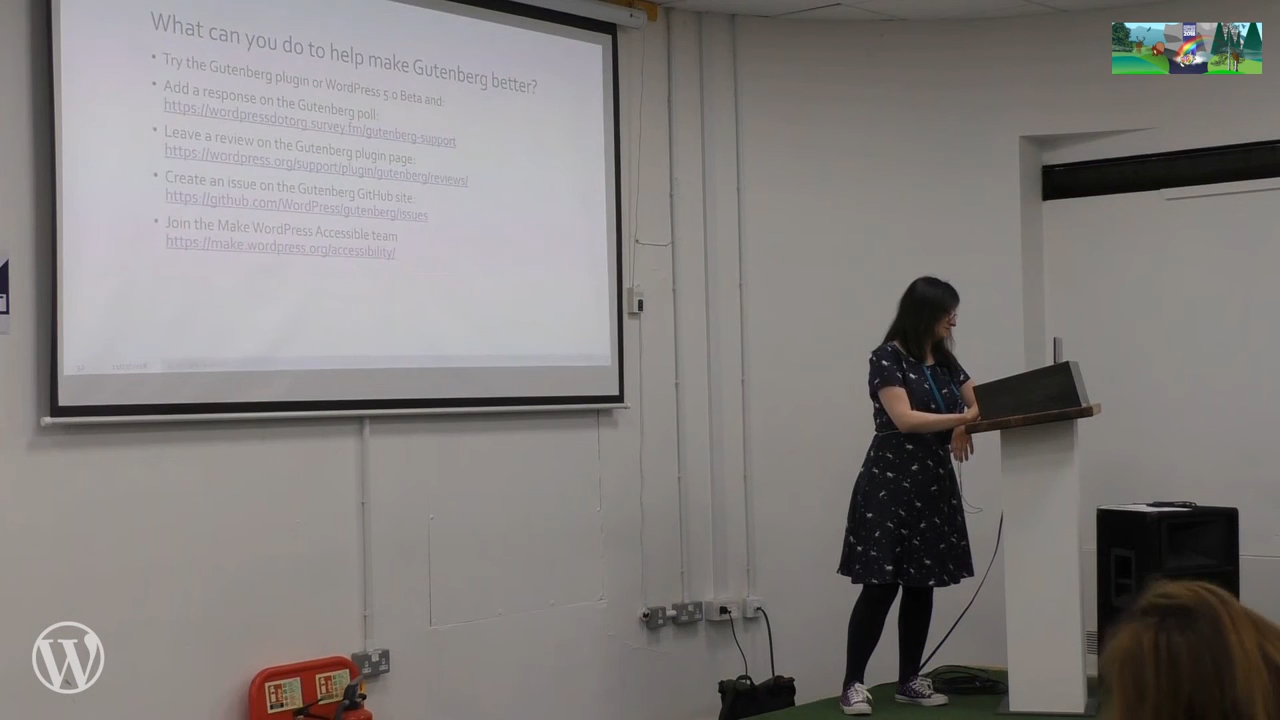 What can you do to help make Gutenberg better?
• Try the Gutenberg plugin or WordPress 5.0 Beta and:
• Add a response on the Gutenberg poll:
https://wordpressdotorg.survey.fm/gutenberg-support
• Leave a review on the Gutenberg plugin page:
https://wordpress.org/support/plugin/gutenberg/reviews/
• Create an issue on the Gutenberg GitHub site:
https://github.com/WordPress/gutenberg/issues
• Join the Make WordPress Accessible team
https://make.wordpress.org/accessibility/
2018
W